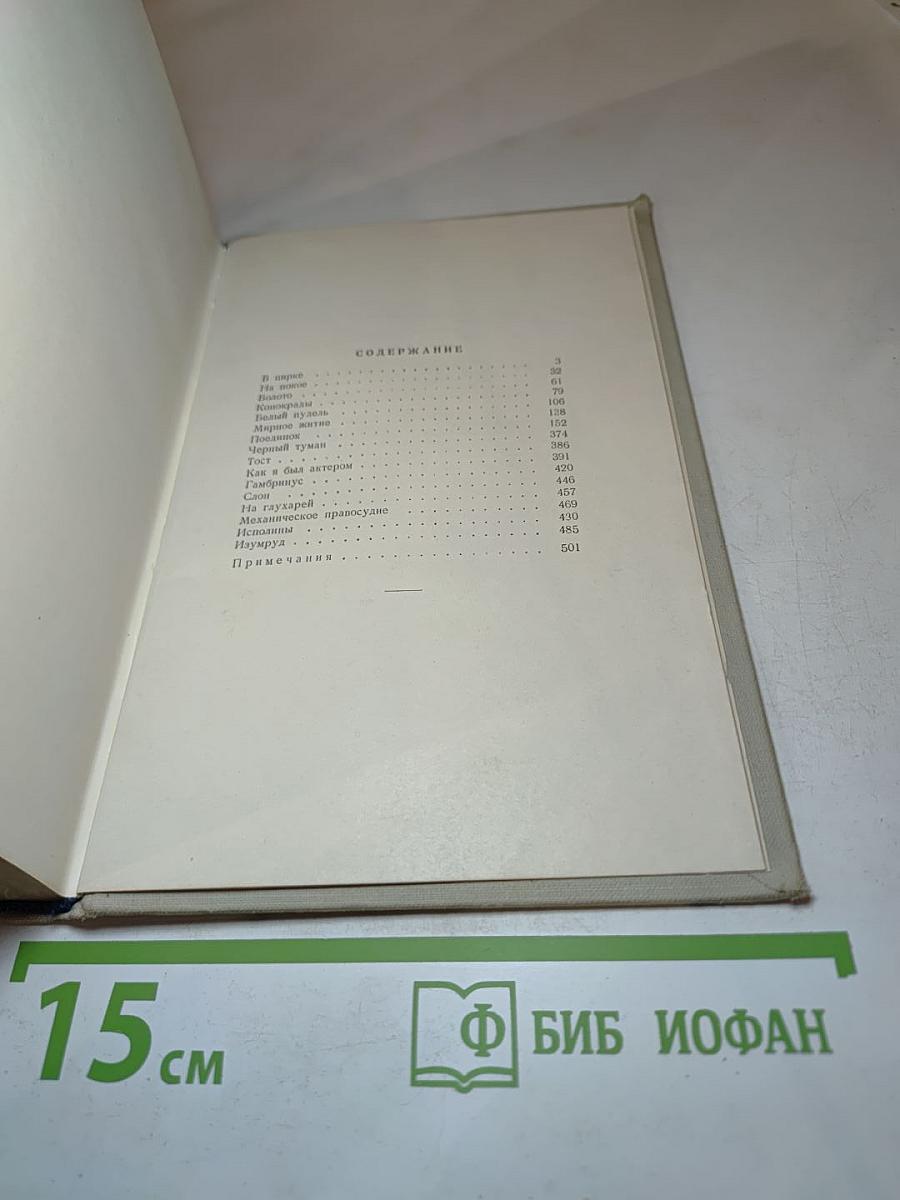 СОДЕРЖАНИЕ
В цирке 3
На покое 32
Болото 61
Конокрады 79
Белый пудель 106
Мирное житие 138
Поединок 152
Черный туман 374
Тост 386
Как я был актером 391
Гамбринус 420
Слон 446
На глухарей 457
Механическое правосудие 469
Исполины 430
Изумруд 485
Примечания 501
15 см
Ф БИБ ИОФАН